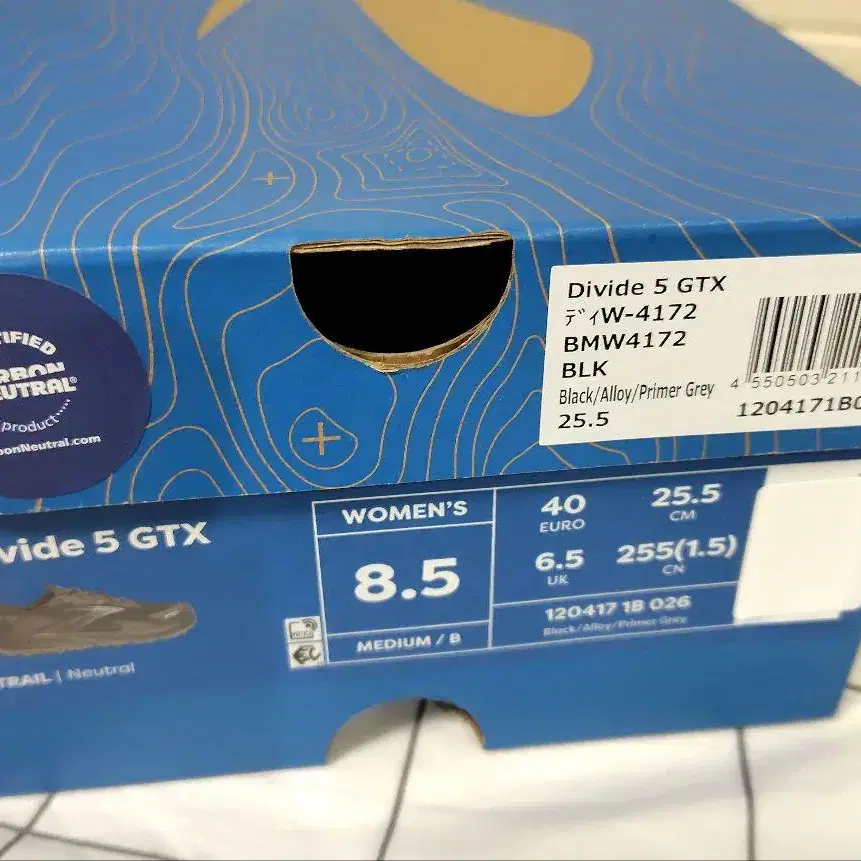 Divide 5 GTX
ディW-4172
BMW4172
BLK
Black/Alloy/Primer Grey
25.5
4 550503 211
1204171B0
TIFIED
RBON
EUTRAL®
product
onNeutral.com
vide 5 GTX
TRAIL | Neutral
WOMEN'S
8.5
MEDIUM / B
40
EURO
25.5
CM
6.5
UK
255(1.5)
CN
120417 1B 026
Black/Alloy/Primer Grey